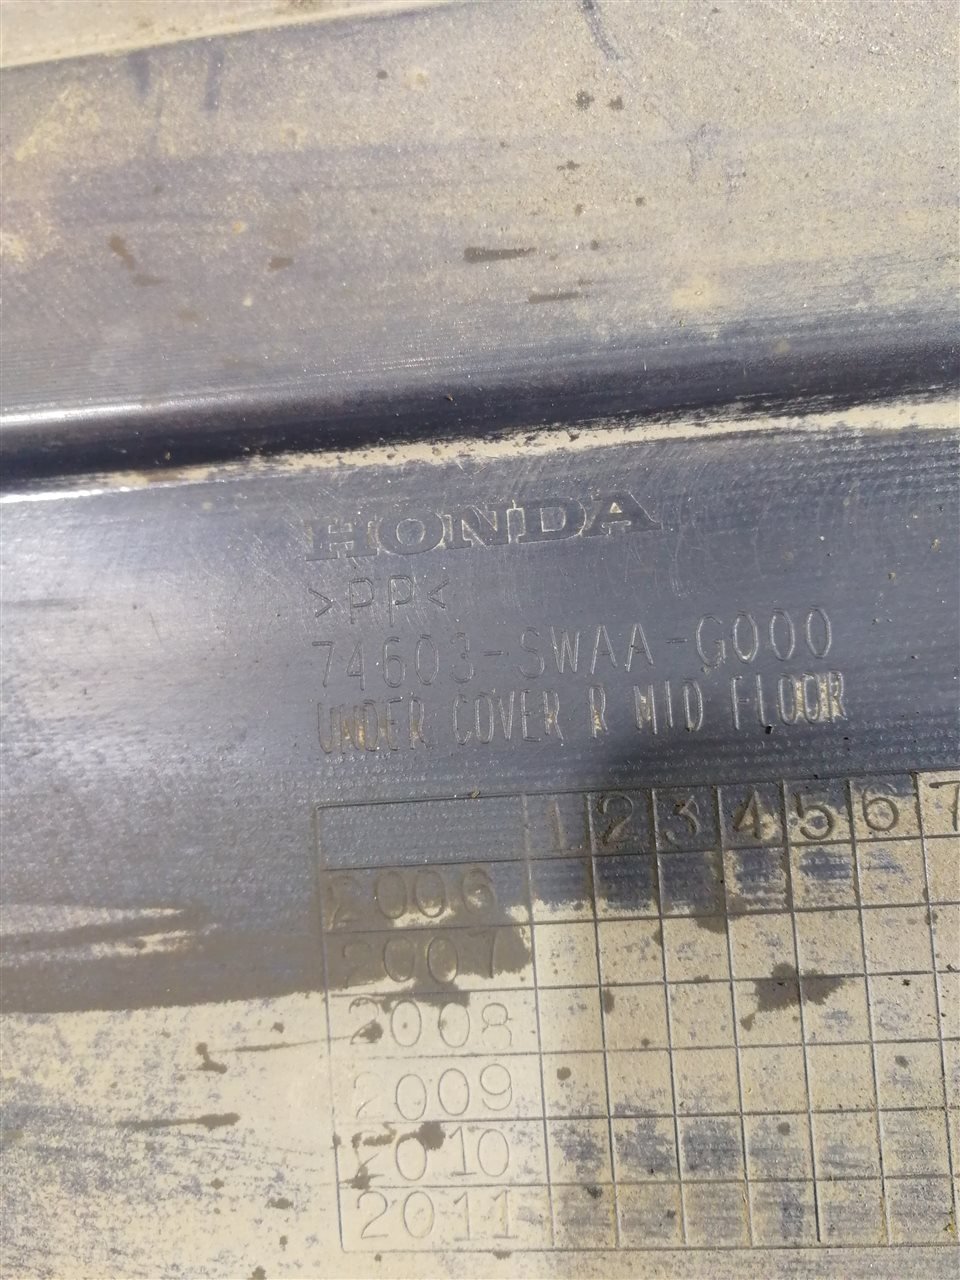 HONDA
>PP<
74603-SWAA-G000
UNDER COVER R MID FLOOR
1 2 3 4 5 6 7
2006
2007
2008
2009
2010
2011